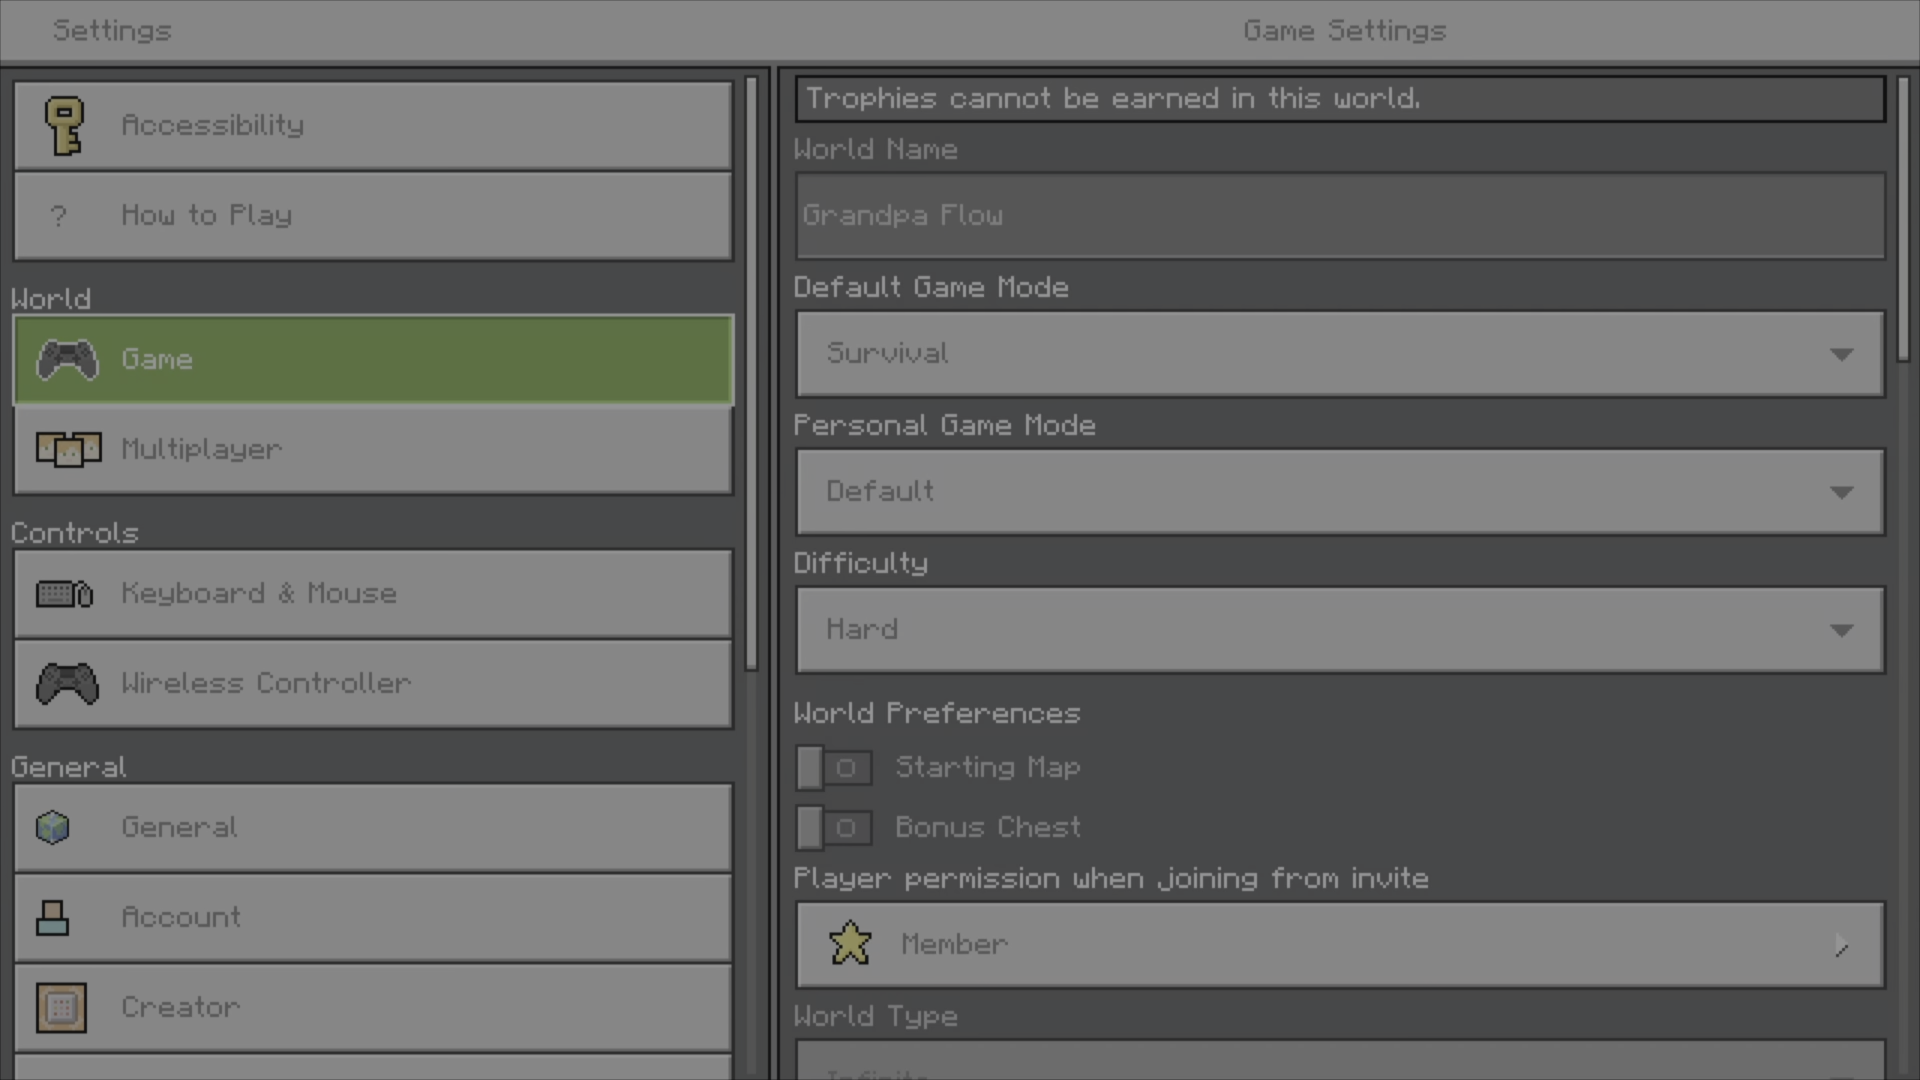 Settings
Game Settings
Accessibility
? How to Play
World
Game
Multiplayer
Controls
Keyboard & Mouse
Wireless Controller
General
General
Account
Creator
Trophies cannot be earned in this world.
World Name
Grandpa Flow
Default Game Mode
Survival
Personal Game Mode
Default
Difficulty
Hard
World Preferences
Starting Map
Bonus Chest
Player permission when joining from invite
Member
World Type
Infinite